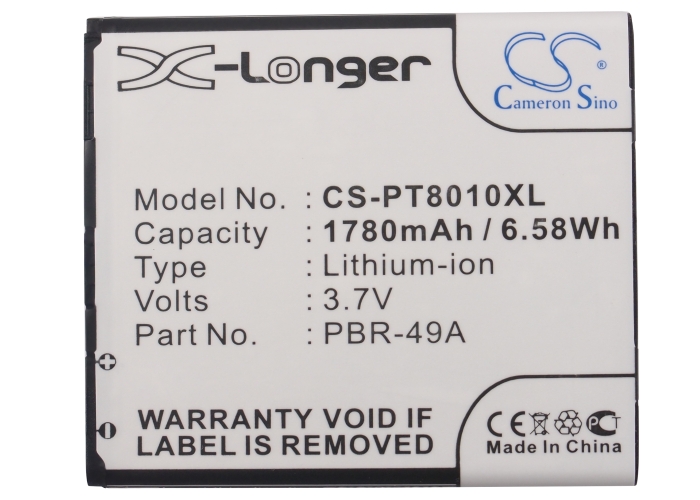 X-Longer
CS
®
Cameron Sino
Model No. : CS-PT8010XL
Capacity : 1780mAh / 6.58Wh
Type : Lithium-ion
Volts : 3.7V
Part No. : PBR-49A
+
-
WARRANTY VOID IF
LABEL IS REMOVED
CE PCT
Made In China